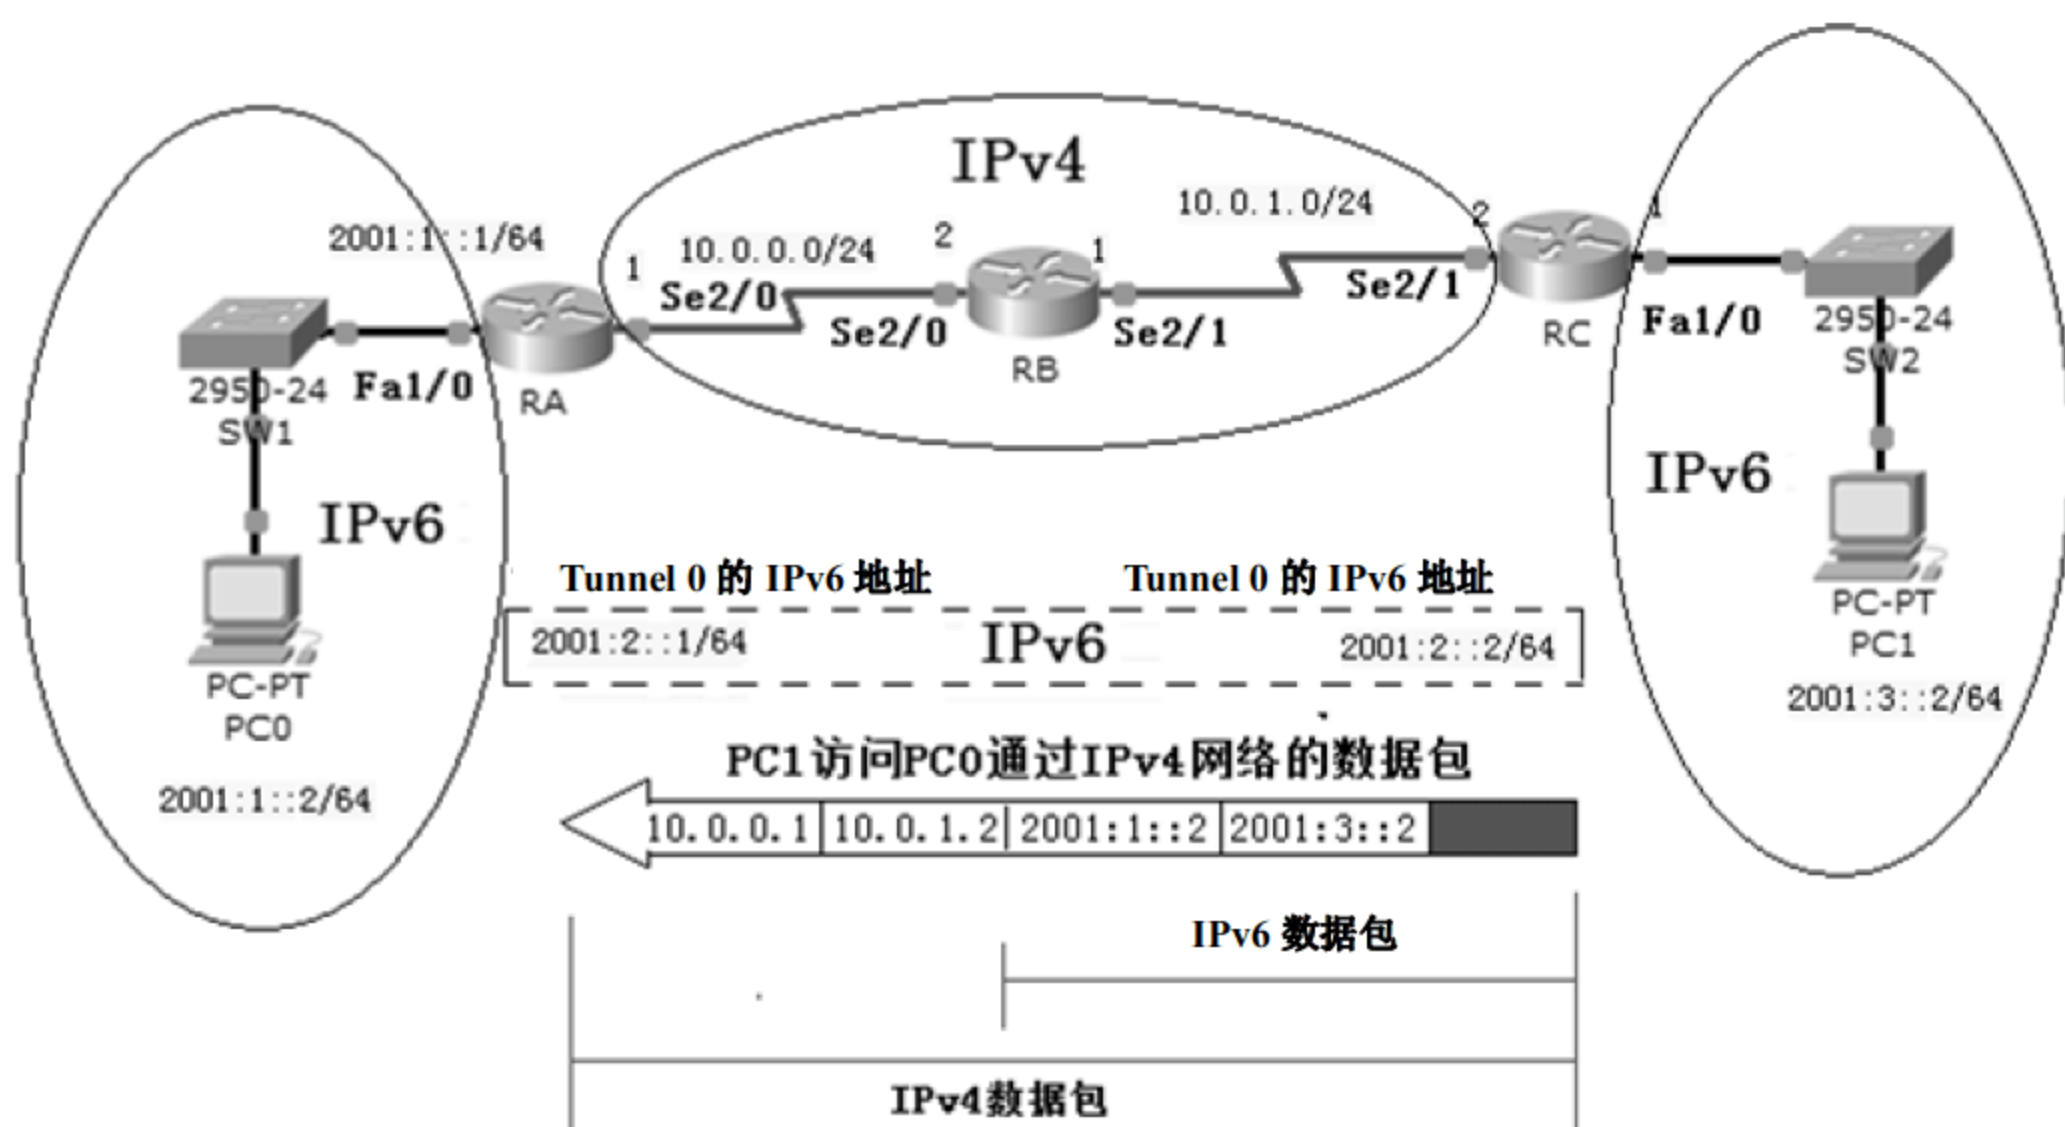 IPv4
10.0.1.0/24
2
1
2001:1::1/64
1
10.0.0.0/24
2
1
Se2/0
Se2/0
Se2/1
Se2/1
Fa1/0
2950-24
SW2
RA
RB
RC
2950-24
SW1
Fa1/0
IPv6
IPv6
PC-PT
PC1
2001:3::2/64
PC-PT
PC0
2001:1::2/64
Tunnel 0 的 IPv6 地址
Tunnel 0 的 IPv6 地址
2001:2::1/64
IPv6
2001:2::2/64
PC1访问PC0通过IPv4网络的数据包
10.0.0.1 10.0.1.2 2001:1::2 2001:3::2
IPv6 数据包
IPv4数据包